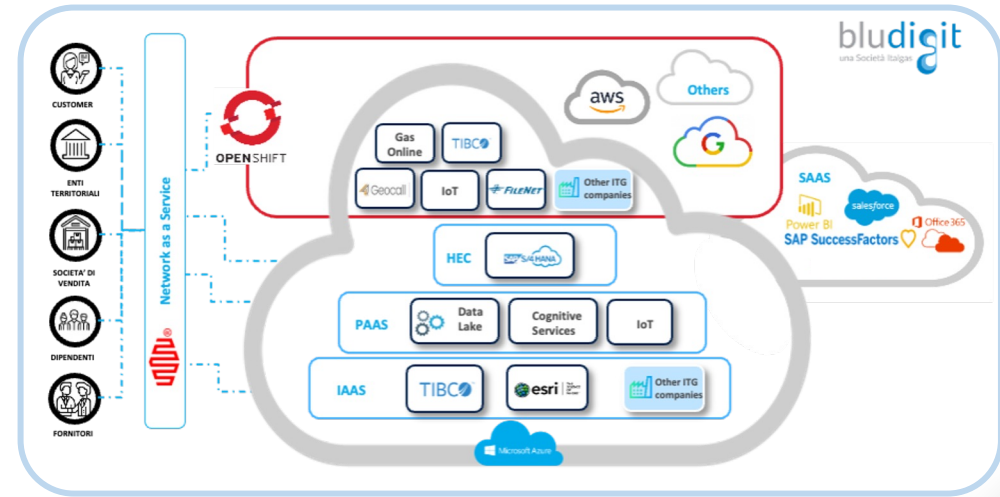 bludigit
una Società Italgas
CUSTOMER
ENTI
TERRITORIALI
SOCIETA' DI
VENDITA
DIPENDENTI
FORNITORI
Network as a Service
®
OPENSHIFT
aws
Others
G
Gas
Online
TIBCO
Geocall
IoT
FILENET
Other ITG
companies
SAAS
Power BI
salesforce
Office 365
SAP SuccessFactors
HEC
SAP S/4HANA
PAAS
Data
Lake
Cognitive
Services
IoT
IAAS
TIBCO
esri
Other ITG
companies
Microsoft Azure